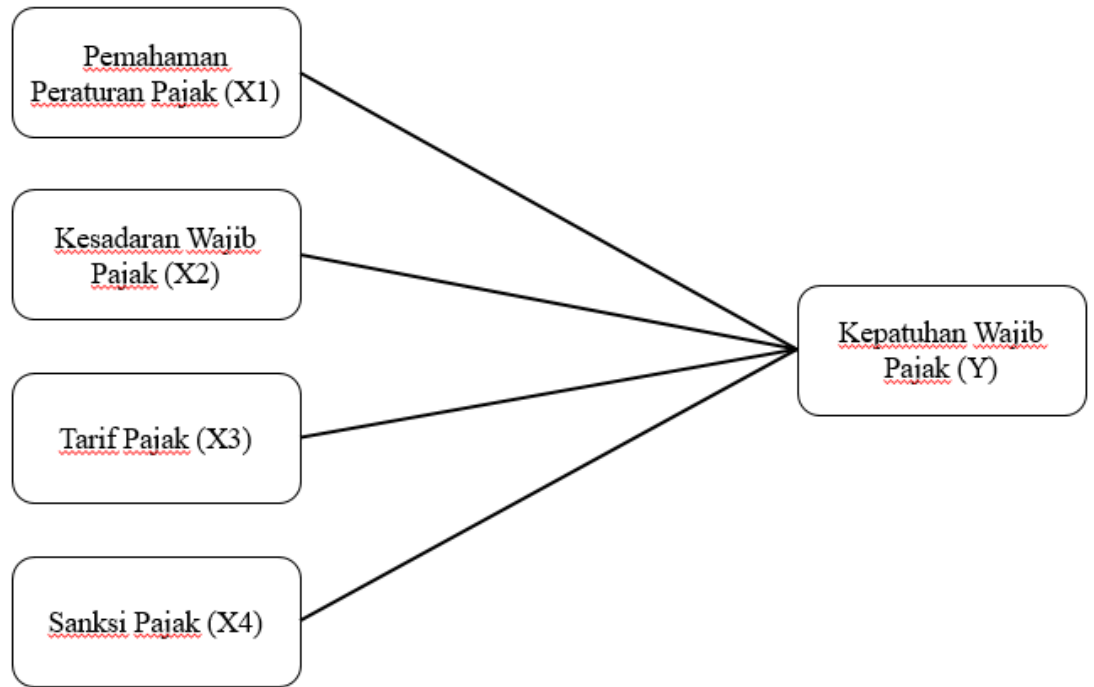 Pemahaman
Peraturan Pajak (X1)
Kesadaran Wajib
Pajak (X2)
Tarif Pajak (X3)
Sanksi Pajak (X4)
Kepatuhan Wajib
Pajak (Y)